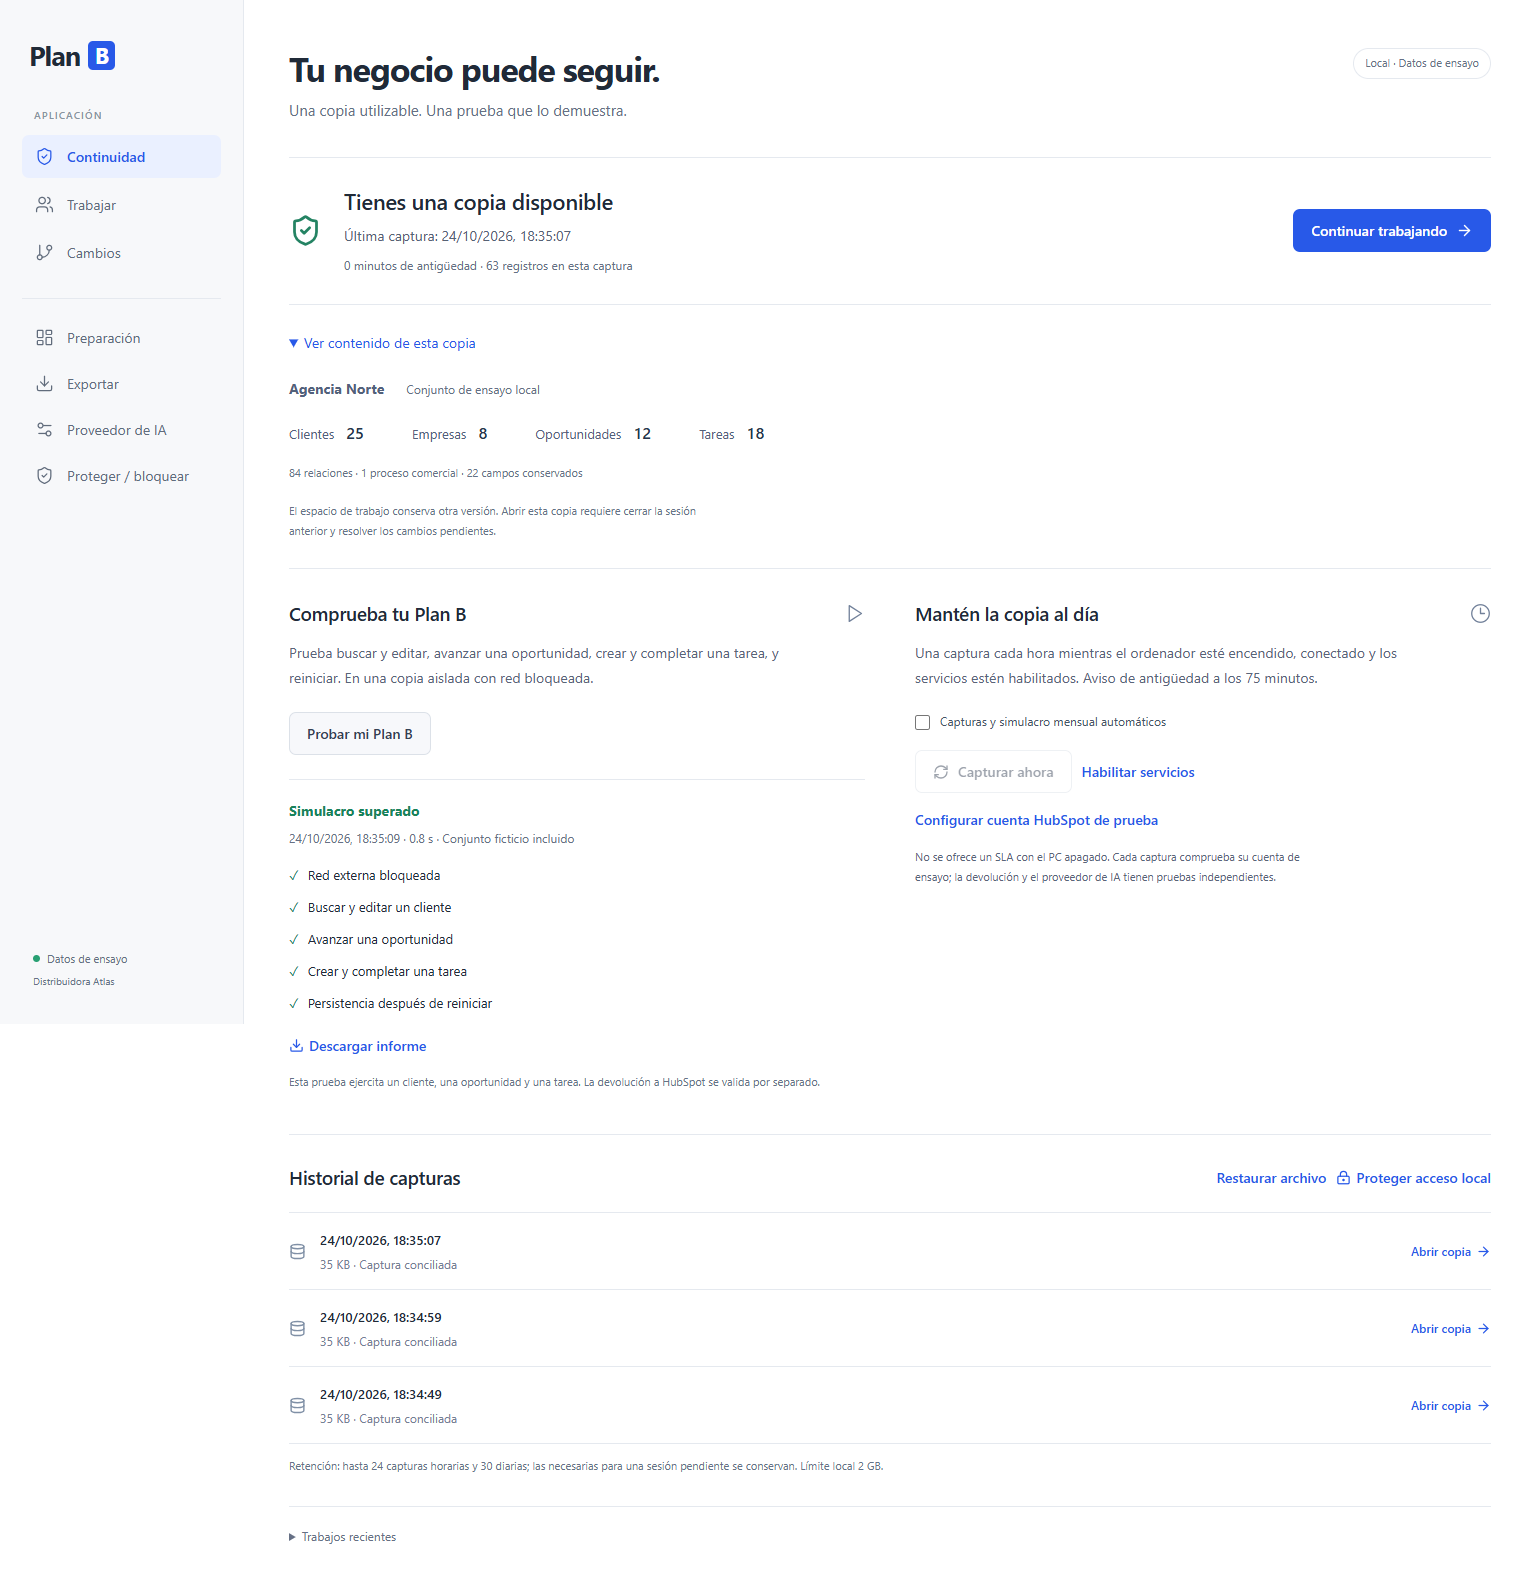 Plan B
APLICACIÓN
Continuidad
Trabajar
Cambios
Preparación
Exportar
Proveedor de IA
Proteger / bloquear
Datos de ensayo
Distribuidora Atlas
Tu negocio puede seguir.
Local · Datos de ensayo
Una copia utilizable. Una prueba que lo demuestra.
Tienes una copia disponible
Última captura: 24/10/2026, 18:35:07
0 minutos de antigüedad · 63 registros en esta captura
Continuar trabajando
Ver contenido de esta copia
Agencia Norte Conjunto de ensayo local
Clientes 25 Empresas 8 Oportunidades 12 Tareas 18
84 relaciones · 1 proceso comercial · 22 campos conservados
El espacio de trabajo conserva otra versión. Abrir esta copia requiere cerrar la sesión
anterior y resolver los cambios pendientes.
Comprueba tu Plan B
Prueba buscar y editar, avanzar una oportunidad, crear y completar una tarea, y
reiniciar. En una copia aislada con red bloqueada.
Probar mi Plan B
Simulacro superado
24/10/2026, 18:35:09 · 0.8 s · Conjunto ficticio incluido
✓ Red externa bloqueada
✓ Buscar y editar un cliente
✓ Avanzar una oportunidad
✓ Crear y completar una tarea
✓ Persistencia después de reiniciar
Descargar informe
Esta prueba ejercita un cliente, una oportunidad y una tarea. La devolución a HubSpot se valida por separado.
Mantén la copia al día
Una captura cada hora mientras el ordenador esté encendido, conectado y los
servicios estén habilitados. Aviso de antigüedad a los 75 minutos.
Capturas y simulacro mensual automáticos
Capturar ahora Habilitar servicios
Configurar cuenta HubSpot de prueba
No se ofrece un SLA con el PC apagado. Cada captura comprueba su cuenta de
ensayo; la devolución y el proveedor de IA tienen pruebas independientes.
Historial de capturas
Restaurar archivo Proteger acceso local
24/10/2026, 18:35:07
35 KB · Captura conciliada
Abrir copia
24/10/2026, 18:34:59
35 KB · Captura conciliada
Abrir copia
24/10/2026, 18:34:49
35 KB · Captura conciliada
Abrir copia
Retención: hasta 24 capturas horarias y 30 diarias; las necesarias para una sesión pendiente se conservan. Límite local 2 GB.
Trabajos recientes